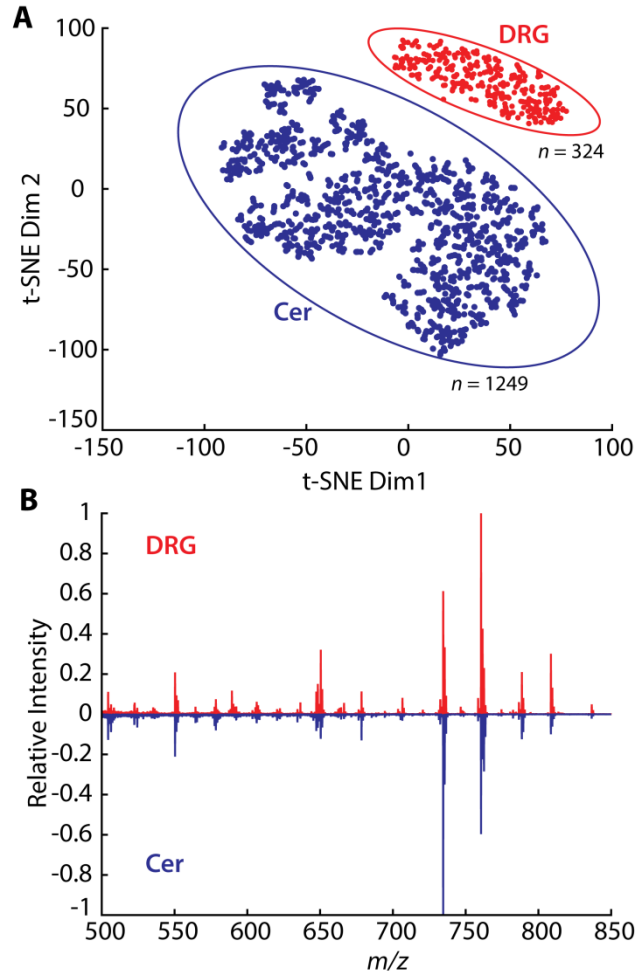 A
100
50
0
-50
-100
-150
t-SNE Dim 2
DRG
n = 324
Cer
n = 1249
-150
-100
-50
0
50
100
t-SNE Dim1
B
1
0.8
0.6
0.4
0.2
0
-0.2
-0.4
-0.6
-0.8
-1
Relative Intensity
DRG
Cer
500
550
600
650
700
750
800
850
m/z